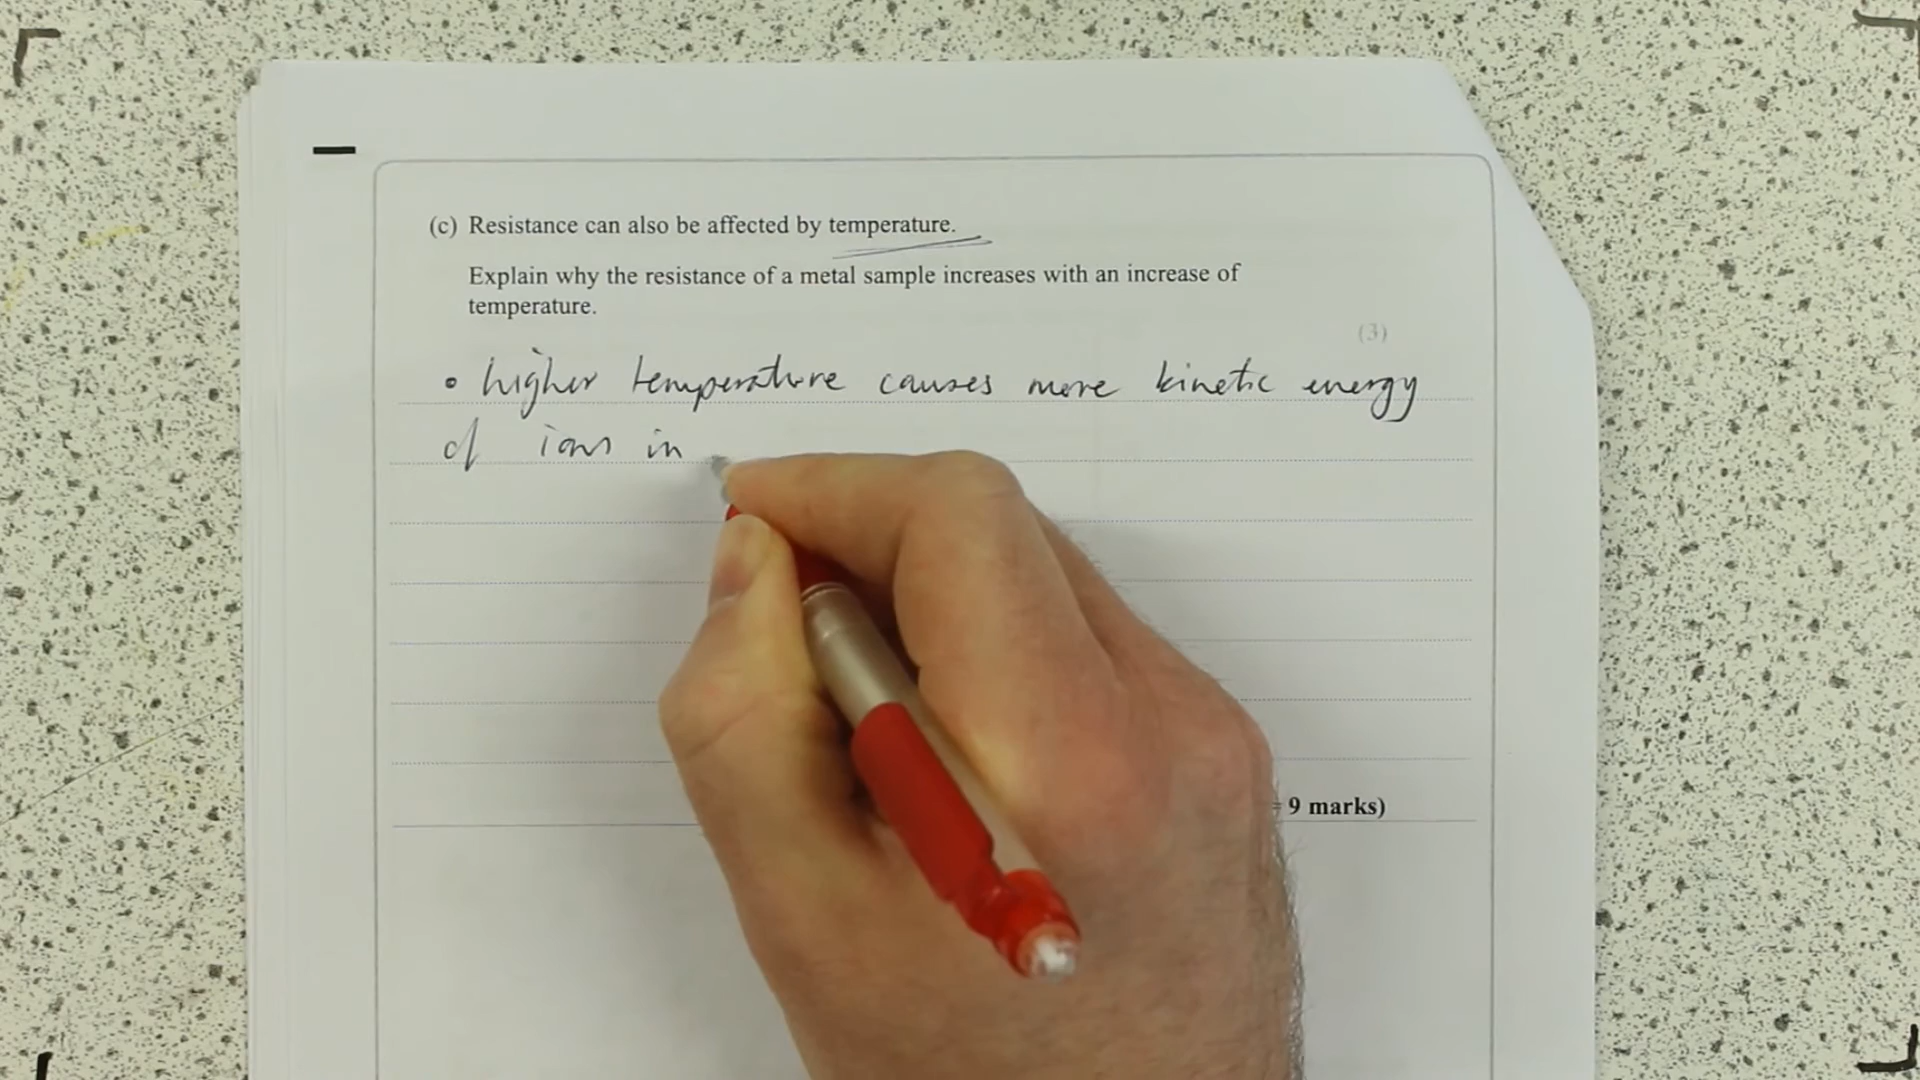 (c) Resistance can also be affected by temperature.
Explain why the resistance of a metal sample increases with an increase of
temperature.
(3)
• higher temperature causes more kinetic energy
of ions in
= 9 marks)